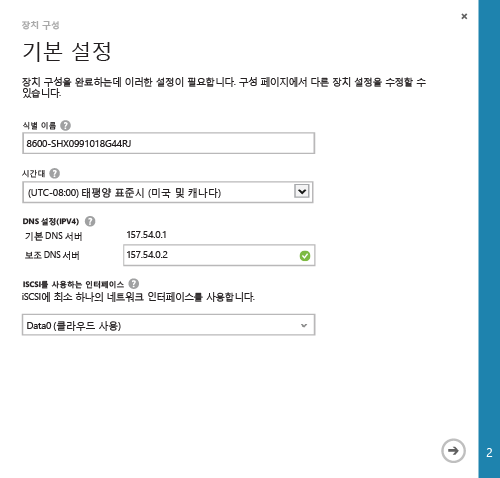 장치 구성
기본 설정
장치 구성을 완료하는데 이러한 설정이 필요합니다. 구성 페이지에서 다른 장치 설정을 수정할 수
있습니다.
식별 이름 ?
8600-SHX0991018G44RJ
시간대 ?
(UTC-08:00) 태평양 표준시 (미국 및 캐나다)
DNS 설정(IPV4) ?
기본 DNS 서버 157.54.0.1
보조 DNS 서버 157.54.0.2
ISCSI를 사용하는 인터페이스 ?
iSCSI에 최소 하나의 네트워크 인터페이스를 사용합니다.
Data0 (클라우드 사용)
2